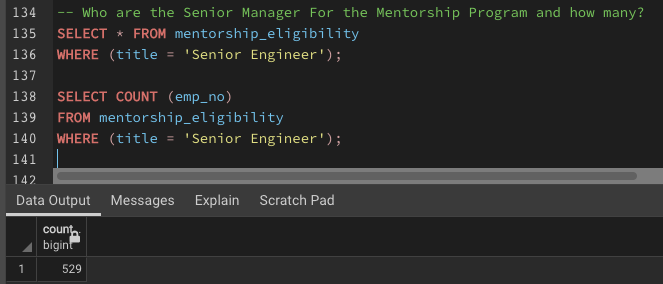 134 -- Who are the Senior Manager For the Mentorship Program and how many?
135 SELECT * FROM mentorship_eligibility
136 WHERE (title = 'Senior Engineer');
137
138 SELECT COUNT (emp_no)
139 FROM mentorship_eligibility
140 WHERE (title = 'Senior Engineer');
141
142
Data Output Messages Explain Scratch Pad
count
bigint
1 529